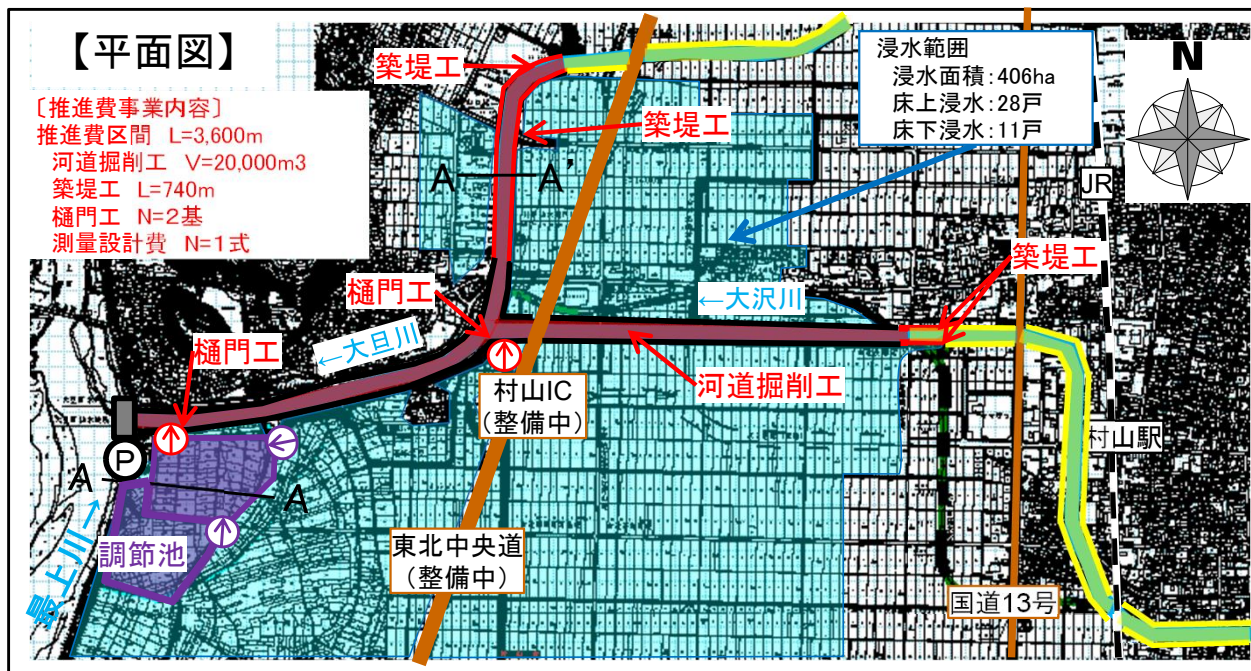 【平面図】
〔推進費事業内容〕
推進費区間 L=3,600m
河道掘削工 V=20,000m3
築堤工 L=740m
樋門工 N=2基
測量設計費 N=1式
築堤工
築堤工
浸水範囲
浸水面積：406ha
床上浸水：28戸
床下浸水：11戸
N
JR
A
A'
築堤工
←大沢川
樋門工
←大旦川
樋門工
河道掘削工
村山IC
(整備中)
村山駅
P
A
A
調節池
最上川→
東北中央道
(整備中)
国道13号